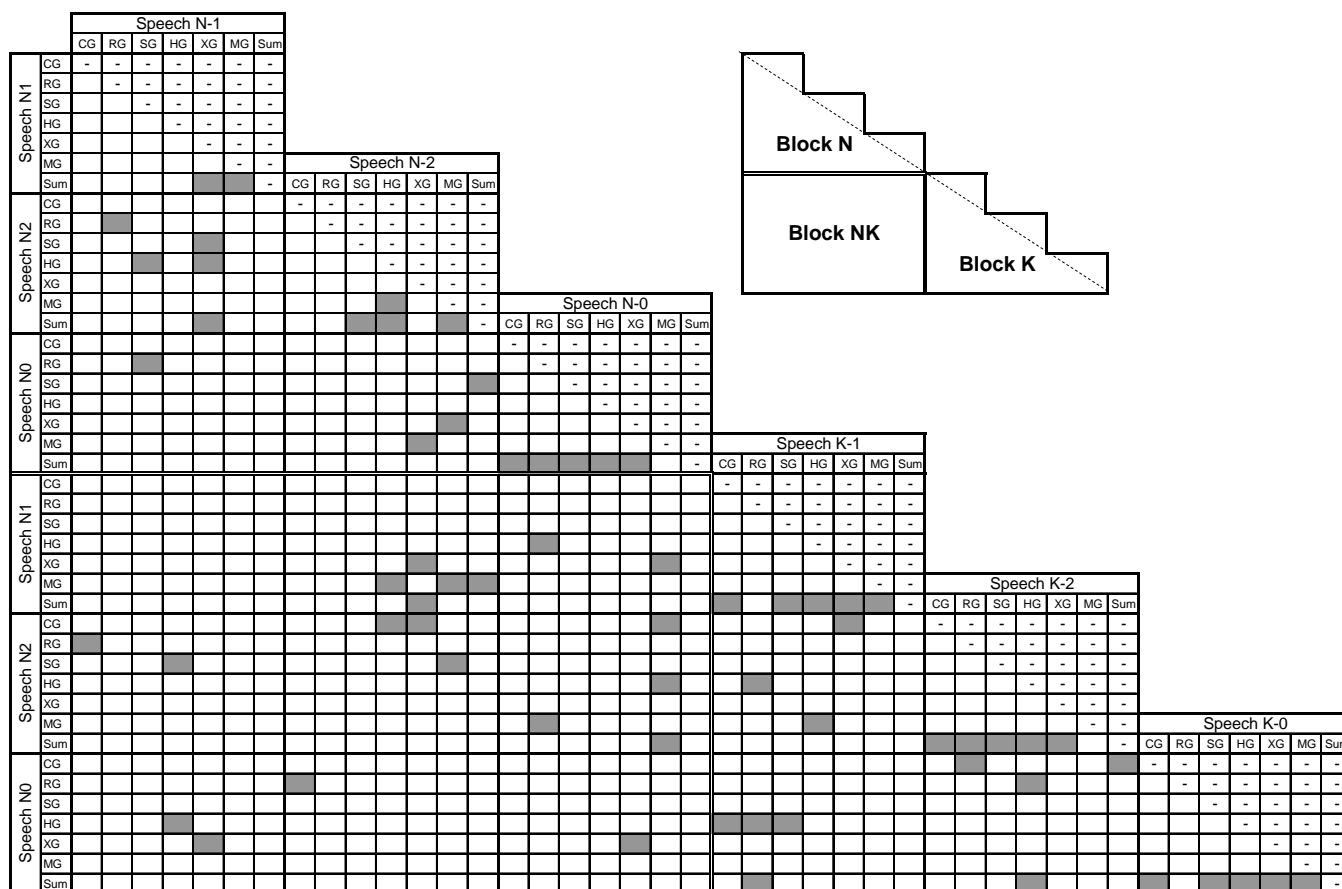 Speech N-1
CG RG SG HG XG MG Sum
Speech N1
CG - - - - - - -
RG - - - - - -
SG - - - - -
HG - - - -
XG - - -
MG - -
Sum -
Speech N-2
CG RG SG HG XG MG Sum
Speech N2
CG - - - - - - -
RG - - - - - -
SG - - - - -
HG - - - -
XG - - -
MG - -
Sum -
Speech N-0
CG RG SG HG XG MG Sum
Speech N0
CG - - - - - - -
RG - - - - - -
SG - - - - -
HG - - - -
XG - - -
MG - -
Sum -
Speech K-1
CG RG SG HG XG MG Sum
Speech N1
CG - - - - - - -
RG - - - - - -
SG - - - - -
HG - - - -
XG - - -
MG - -
Sum -
Speech K-2
CG RG SG HG XG MG Sum
Speech N2
CG - - - - - - -
RG - - - - - -
SG - - - - -
HG - - - -
XG - - -
MG - -
Sum -
Speech K-0
CG RG SG HG XG MG Sur
Speech N0
CG - - - - - - -
RG - - - - - -
SG - - - - -
HG - - - -
XG - - -
MG - -
Sum -
Block N
Block NK
Block K